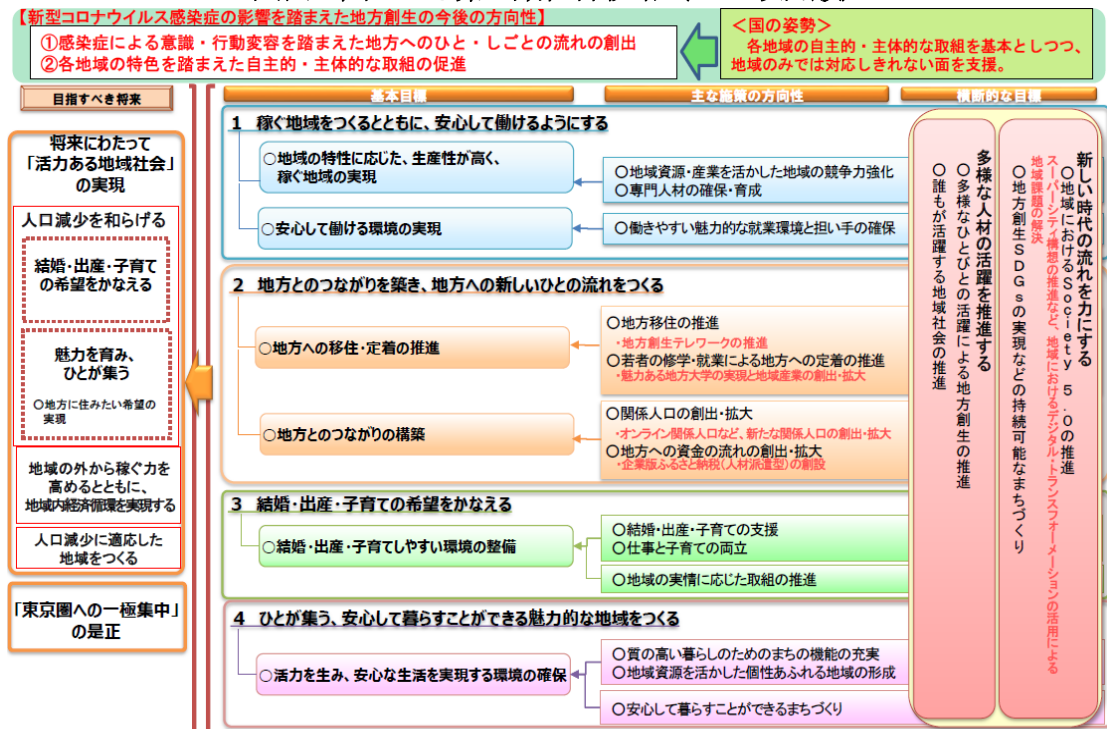 【新型コロナウイルス感染症の影響を踏まえた地方創生の今後の方向性】
①感染症による意識・行動変容を踏まえた地方へのひと・しごとの流れの創出
②各地域の特色を踏まえた自主的・主体的な取組の促進
＜国の姿勢＞
各地域の自主的・主体的な取組を基本としつつ、
地域のみでは対応しきれない面を支援。
目指すべき将来
基本目標
主な施策の方向性
横断的な目標
将来にわたって
「活力ある地域社会」
の実現
人口減少を和らげる
結婚・出産・子育て
の希望をかなえる
魅力を育み、
ひとが集う
○地方に住みたい希望の
実現
地域の外から稼ぐ力を
高めるとともに、
地域内経済循環を実現する
人口減少に適応した
地域をつくる
「東京圏への一極集中」
の是正
1 稼ぐ地域をつくるとともに、安心して働けるようにする
○地域の特性に応じた、生産性が高く、
稼ぐ地域の実現
○地域資源・産業を活かした地域の競争力強化
○専門人材の確保・育成
○安心して働ける環境の実現
○働きやすい魅力的な就業環境と担い手の確保
2 地方とのつながりを築き、地方への新しいひとの流れをつくる
○地方への移住・定着の推進
○地方移住の推進
・地方創生テレワークの推進
○若者の修学・就業による地方への定着の推進
・魅力ある地方大学の実現と地域産業の創出・拡大
○地方とのつながりの構築
○関係人口の創出・拡大
・オンライン関係人口など、新たな関係人口の創出・拡大
○地方への資金の流れの創出・拡大
・企業版ふるさと納税（人材派遣型）の創設
3 結婚・出産・子育ての希望をかなえる
○結婚・出産・子育てしやすい環境の整備
○結婚・出産・子育ての支援
○仕事と子育ての両立
○地域の実情に応じた取組の推進
4 ひとが集う、安心して暮らすことができる魅力的な地域をつくる
○活力を生み、安心な生活を実現する環境の確保
○質の高い暮らしのためのまちの機能の充実
○地域資源を活かした個性あふれる地域の形成
○安心して暮らすことができるまちづくり
新しい時代の流れを力にする
○地域におけるSociety 5.0の推進
スーパーシティ構想の推進など、地域におけるデジタル・トランスフォーメーションの活用による
地域課題の解決
○地方創生SDGsの実現などの持続可能なまちづくり
多様な人材の活躍を推進する
○多様なひとびとの活躍による地方創生の推進
○誰もが活躍する地域社会の推進